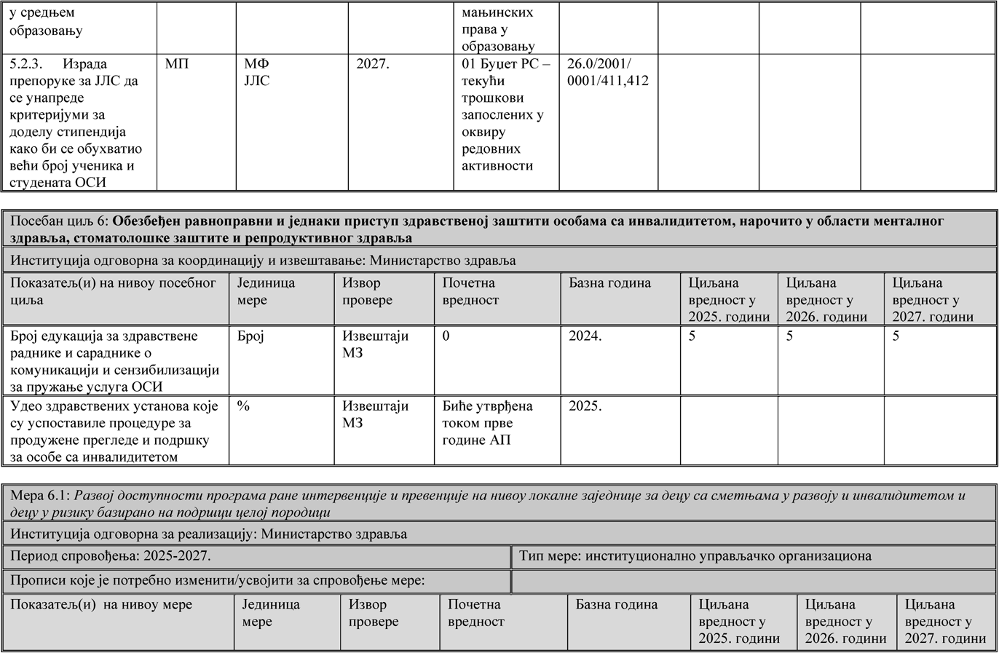 у средњем
образовању
мањинских
права у
образовању
5.2.3. Израда
препоруке за ЈЛС да
се унапреде
критеријуми за
доделу стипендија
како би се обухватио
већи број ученика и
студената ОСИ
МП
МФ
ЈЛС
2027.
01 Буџет РС –
текући
трошкови
запослених у
оквиру
редовних
активности
26.0/2001/
0001/411,412
Посебан циљ 6: Обезбеђен равноправни и једнаки приступ здравственој заштити особама са инвалидитетом, нарочито у области менталног
здравља, стоматолошке заштите и репродуктивног здравља
Институција одговорна за координацију и извештавање: Министарство здравља
Показатељ(и) на нивоу посебног
циља
Јединица
мере
Извор
провере
Почетна
вредност
Базна година
Циљана
вредност у
2025. години
Циљана
вредност у
2026. години
Циљана
вредност у
2027. години
Број едукација за здравствене
раднике и сараднике о
комуникацији и сензибилизацији
за пружање услуга ОСИ
Број
Извештаји
МЗ
0
2024.
5
5
5
Удео здравствених установа које
су успоставиле процедуре за
продужене прегледе и подршку
за особе са инвалидитетом
%
Извештаји
МЗ
Биће утврђена
током прве
године АП
2025.
Мера 6.1: Развој доступности програма ране интервенције и превенције на нивоу локалне заједнице за децу са сметњама у развоју и инвалидитетом и
децу у ризику базирано на подршци целој породици
Институција одговорна за реализацију: Министарство здравља
Период спровођења: 2025-2027.
Тип мере: институционално управљачко организациона
Прописи које је потребно изменити/усвојити за спровођење мере:
Показатељ(и) на нивоу мере
Јединица
мере
Извор
провере
Почетна
вредност
Базна година
Циљана
вредност у
2025. години
Циљана
вредност у
2026. години
Циљана
вредност у
2027. години